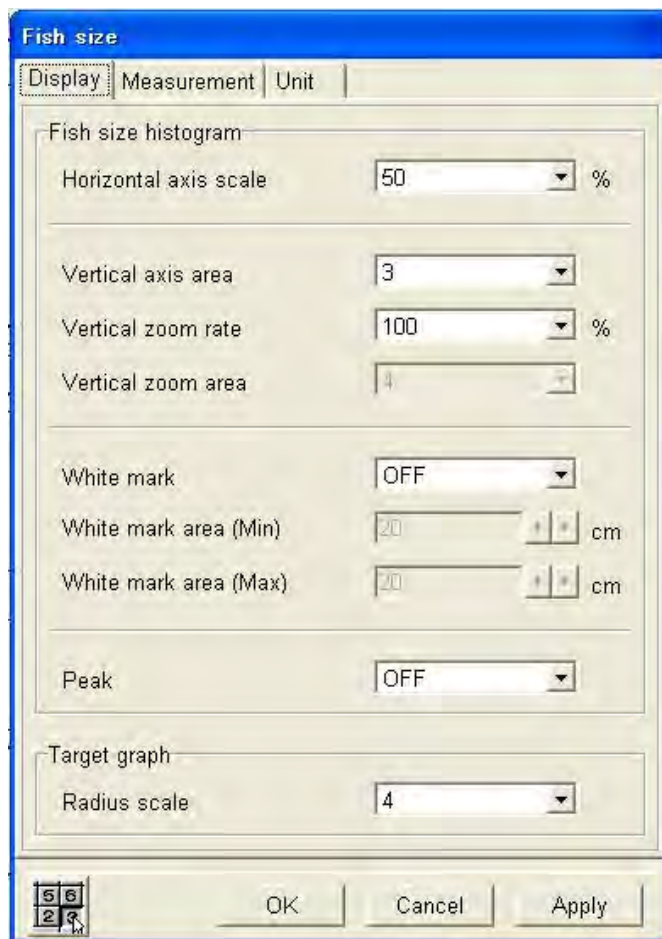 Fish size
Display Measurement Unit
Fish size histogram
Horizontal axis scale 50 %
Vertical axis area 3
Vertical zoom rate 100 %
Vertical zoom area 4
White mark OFF
White mark area (Min) 20 cm
White mark area (Max) 20 cm
Peak OFF
Target graph
Radius scale 4
5 6
2
OK Cancel Apply